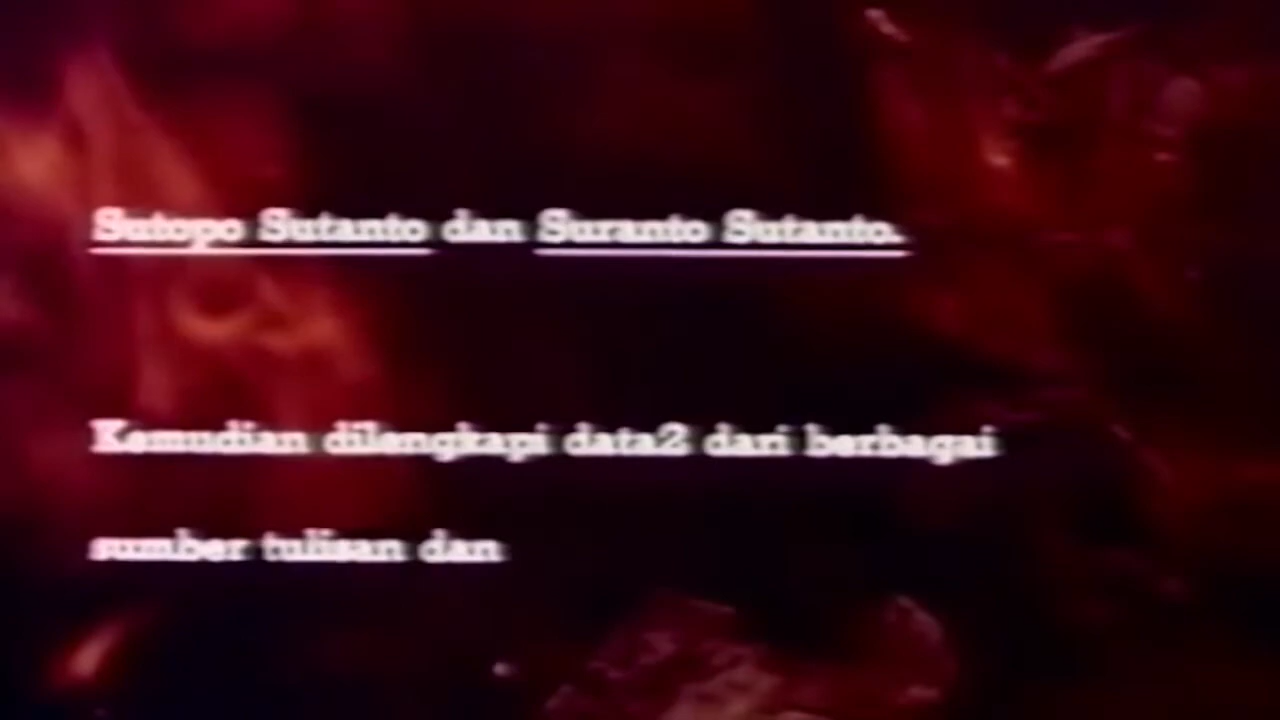 Sutopo Sutanto dan Suranto Sutanto.
Kemudian dilengkapi data2 dari berbagai
sumber tulisan dan